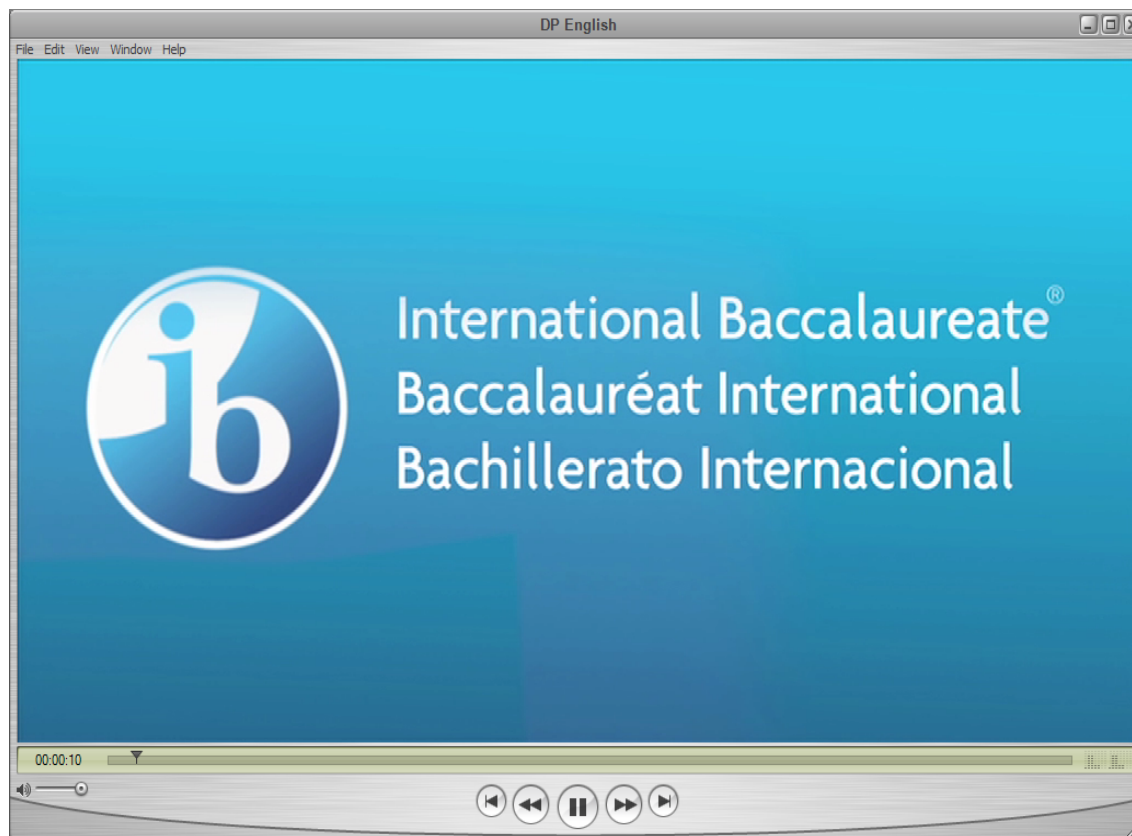 DP English
File Edit View Window Help
ib
International Baccalaureate®
Baccalauréat International
Bachillerato Internacional
00:00:10